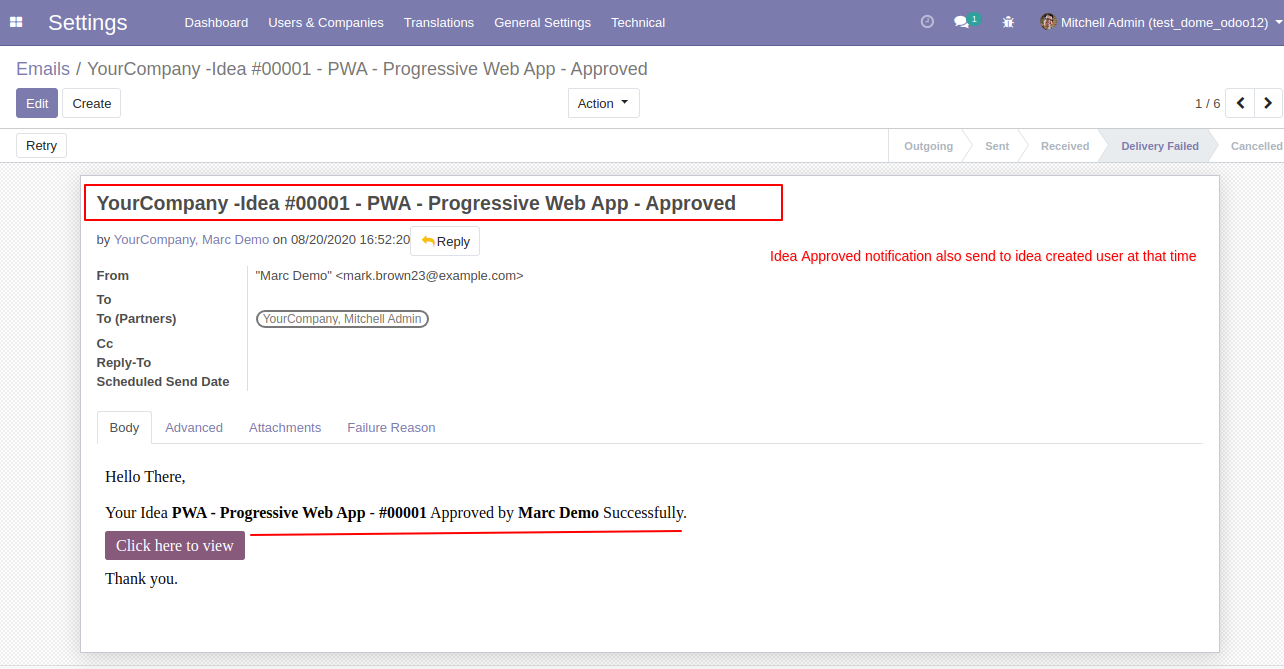 Settings Dashboard Users & Companies Translations General Settings Technical 1 Mitchell Admin (test_dome_odoo12)
Emails / YourCompany -Idea #00001 - PWA - Progressive Web App - Approved
Edit Create Action 1 / 6
Retry Outgoing Sent Received Delivery Failed Cancelled
YourCompany -Idea #00001 - PWA - Progressive Web App - Approved
by YourCompany, Marc Demo on 08/20/2020 16:52:20 Reply
Idea Approved notification also send to idea created user at that time
From "Marc Demo" <mark.brown23@example.com>
To
To (Partners) YourCompany, Mitchell Admin
Cc
Reply-To
Scheduled Send Date
Body Advanced Attachments Failure Reason
Hello There,
Your Idea PWA - Progressive Web App - #00001 Approved by Marc Demo Successfully.
Click here to view
Thank you.